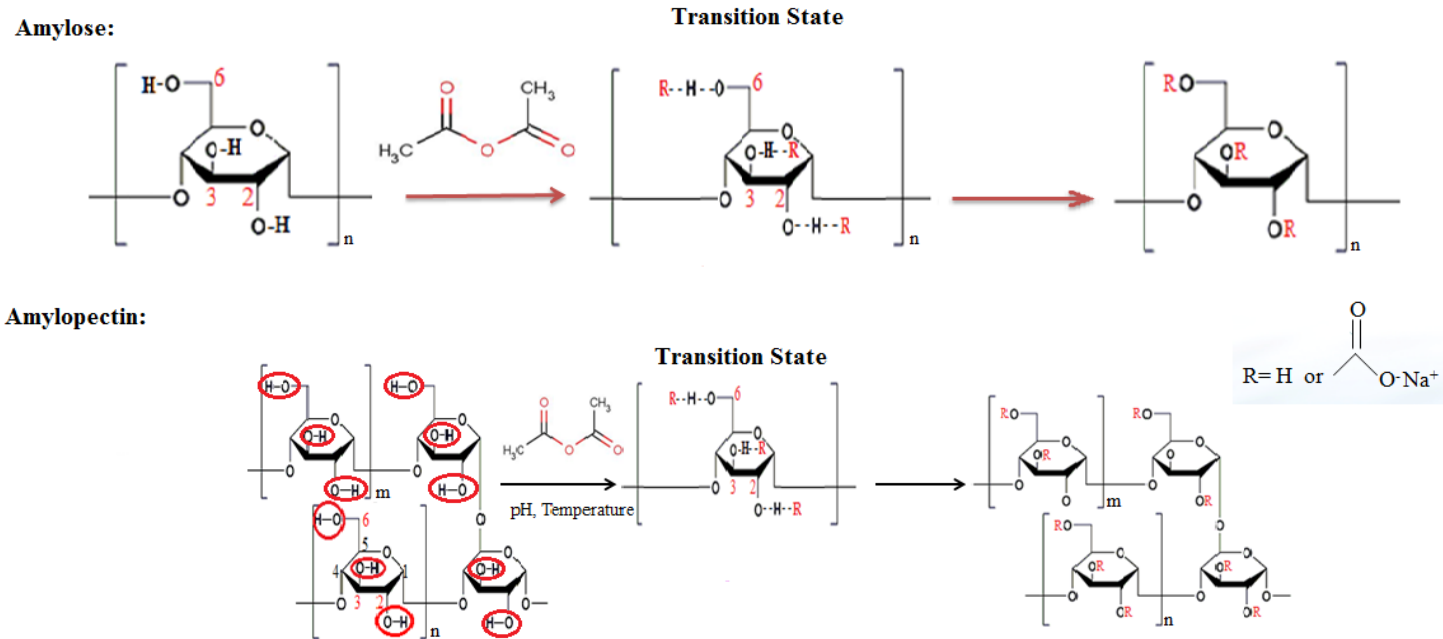 Transition State
Amylose:
H-O 6
O-H
3 2
O
O
O-H
n
O CH3
H3C O O
R--H--O 6
O
O-H--R
3 2
O
O--H--R
n
RO
O
OR
O
OR
n
Amylopectin:
Transition State
O
R= H or O-Na+
H-O
O
O-H
O
O-H
m
H-O
O
O-H
O
H-O
O
H-O 6
5
O
4 O-H 1
3 2
O
O-H
n
O
O-H
O
H-O
O
O CH3
H3C O O
pH, Temperature
R--H--O 6
O
O-H--R
3 2
O
O--H--R
RO
O
OR
O
O
m
RO
O
O
O
OR
O
RO
O
OR
O
OR
n
O
OR
O
OR
O